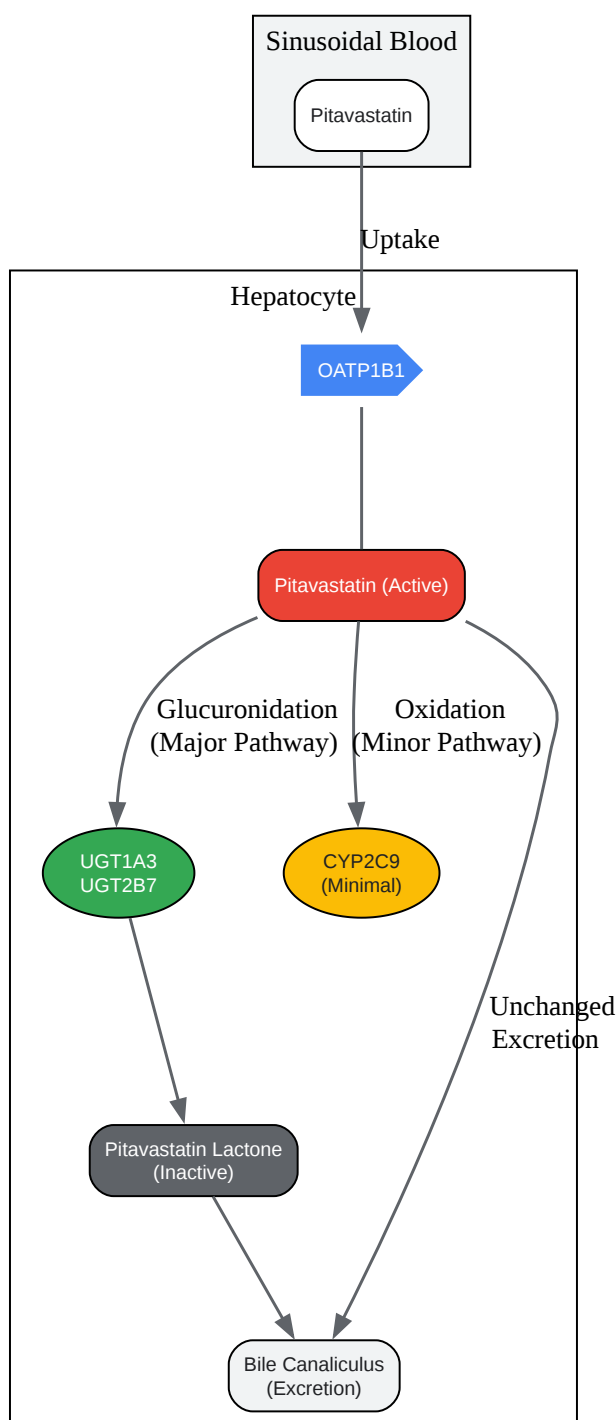 Sinusoidal Blood
Pitavastatin
Uptake
Hepatocyte
OATP1B1
Pitavastatin (Active)
Glucuronidation
(Major Pathway)
Oxidation
(Minor Pathway)
UGT1A3
UGT2B7
CYP2C9
(Minimal)
Unchanged
Excretion
Pitavastatin Lactone
(Inactive)
Bile Canaliculus
(Excretion)